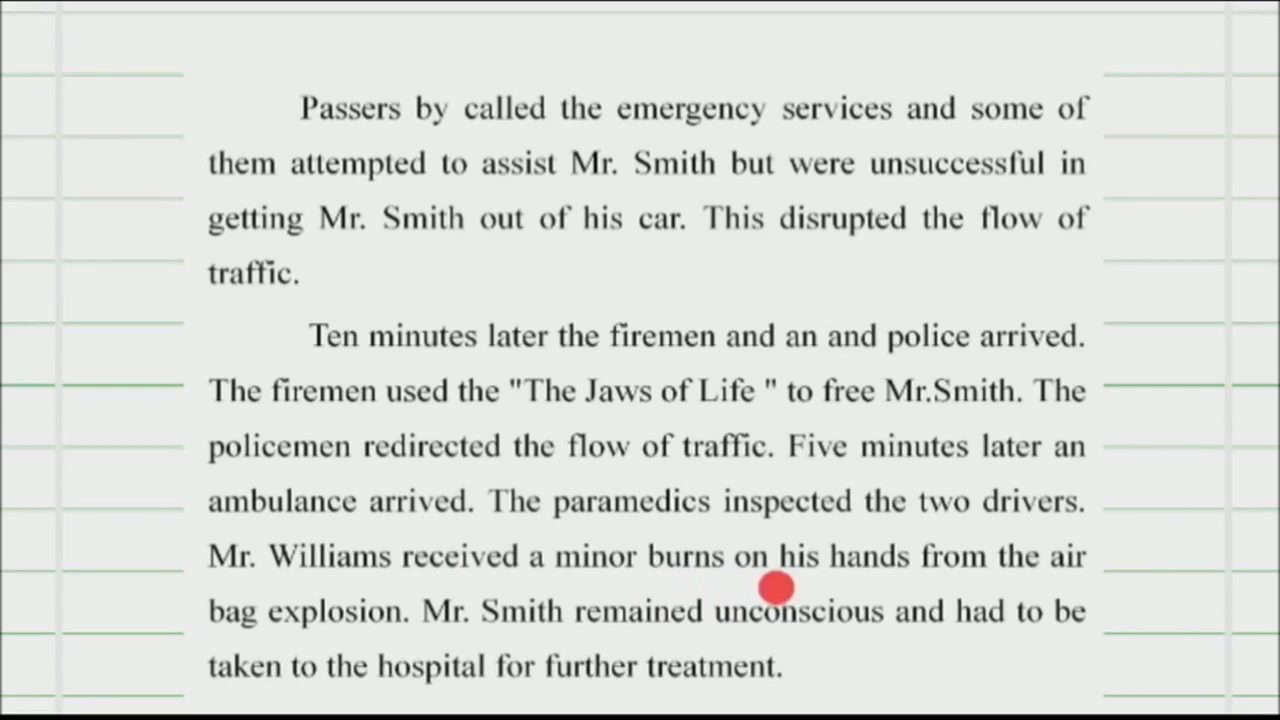 Passers by called the emergency services and some of
them attempted to assist Mr. Smith but were unsuccessful in
getting Mr. Smith out of his car. This disrupted the flow of
traffic.
Ten minutes later the firemen and an and police arrived.
The firemen used the "The Jaws of Life " to free Mr.Smith. The
policemen redirected the flow of traffic. Five minutes later an
ambulance arrived. The paramedics inspected the two drivers.
Mr. Williams received a minor burns on his hands from the air
bag explosion. Mr. Smith remained unconscious and had to be
taken to the hospital for further treatment.